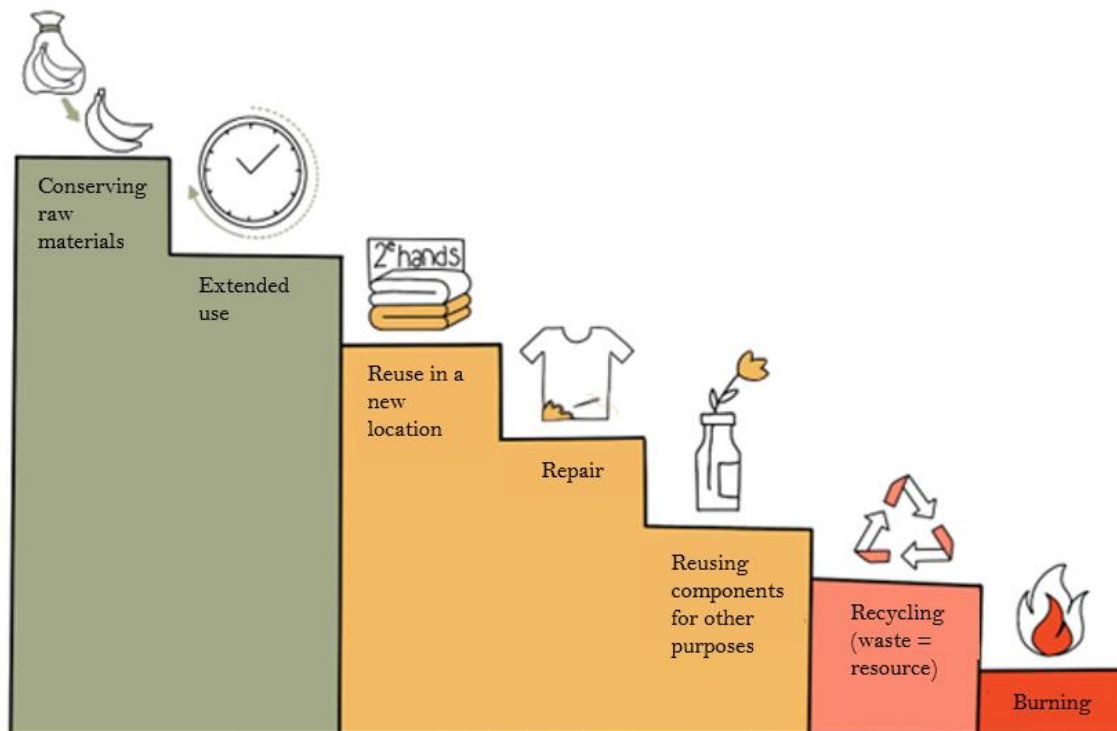 Conserving
raw
materials
Extended
use
2e hands
Reuse in a
new
location
Repair
Reusing
components
for other
purposes
Recycling
(waste =
resource)
Burning